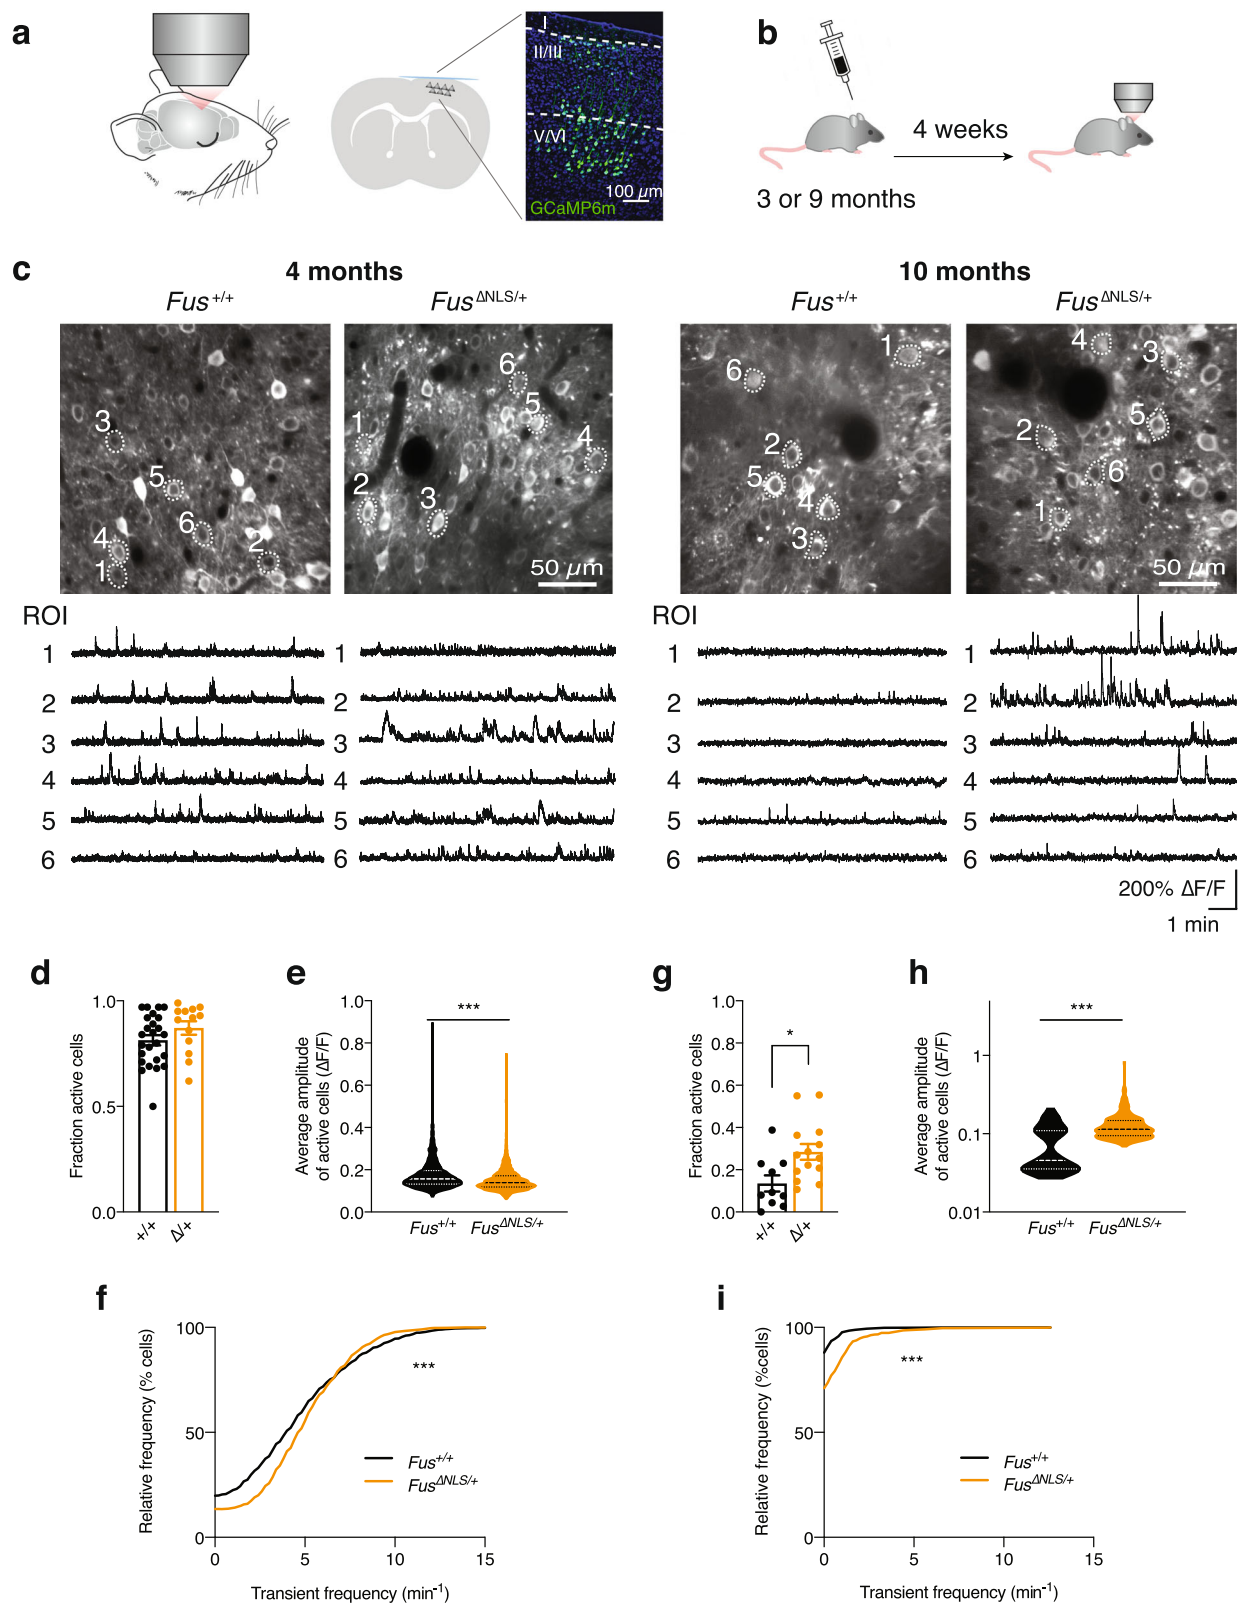 a
I
II/III
V/VI
100 µm
GCaMP6m
b
4 weeks
3 or 9 months
c
4 months
10 months
Fus+/+
FusΔNLS/+
Fus+/+
FusΔNLS/+
3
5
6
4
1
2
6
5
1
4
2
3
50 µm
1
6
2
5
4
3
4
3
5
2
6
1
50 µm
ROI
1
2
3
4
5
6
1
2
3
4
5
6
ROI
1
2
3
4
5
6
1
2
3
4
5
6
200% ΔF/F
1 min
d
1.0
0.5
0.0
Fraction active cells
+/+
Δ/+
e
1.0
0.8
0.6
0.4
0.2
0.0
Average amplitude
of active cells (ΔF/F)
***
Fus+/+
FusΔNLS/+
g
1.0
0.8
0.6
0.4
0.2
0.0
Fraction active cells
*
+/+
Δ/+
h
1
0.1
0.01
Average amplitude
of active cells (ΔF/F)
***
Fus+/+
FusΔNLS/+
f
100
50
0
Relative frequency (% cells)
***
Fus+/+
FusΔNLS/+
0
5
10
15
Transient frequency (min-1)
i
100
50
0
Relative frequency (%cells)
***
Fus+/+
FusΔNLS/+
0
5
10
15
Transient frequency (min-1)